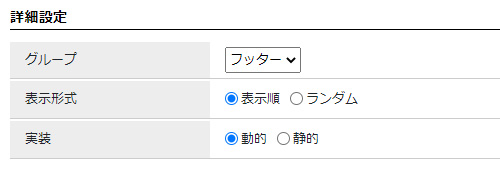 詳細設定
グループ フッター
表示形式 表示順 ランダム
実装 動的 静的